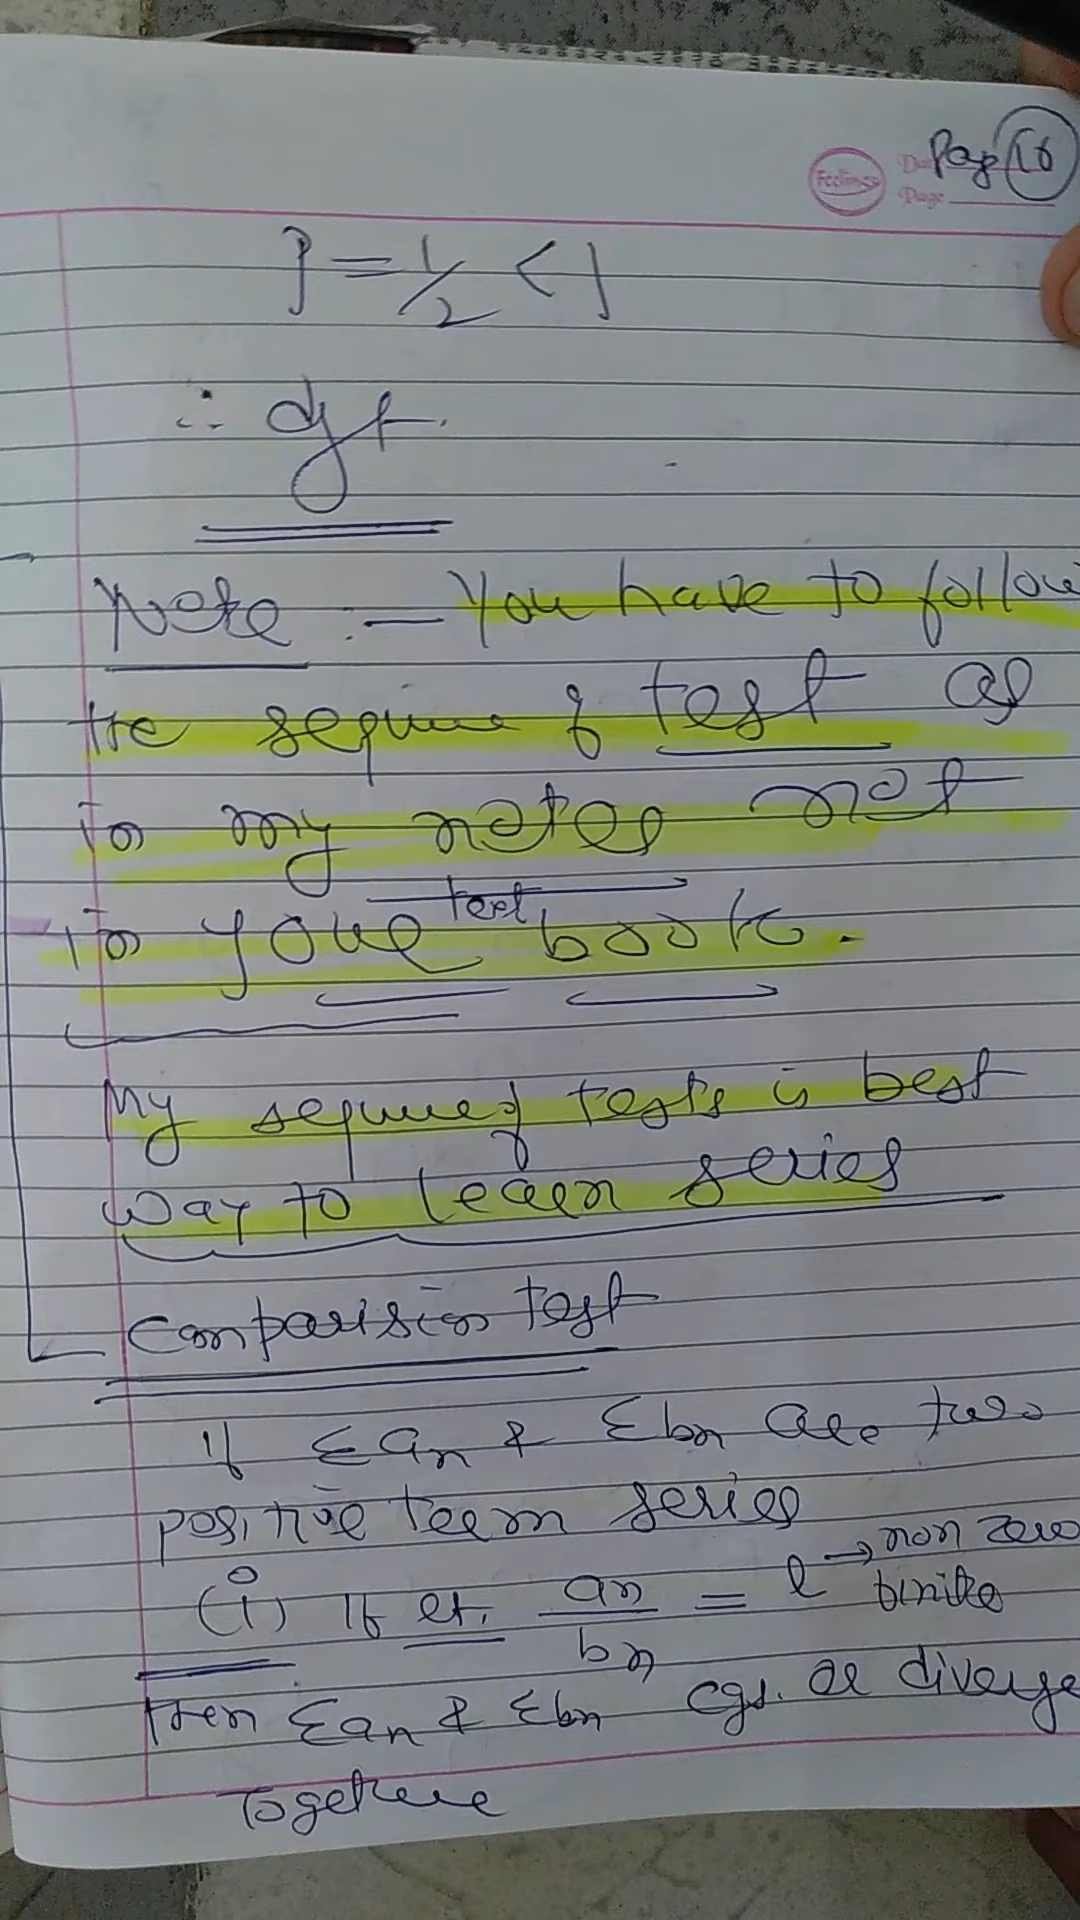 Page 16
Feelings
Page
P = 1/2 < 1
∴ dgt.
Note :- You have to follow
the sequence of test as
in my notes not
in your text book.
My sequence of tests is best
way to learn series
Comparision test
If Σan & Σbn are two
positive term series
(i) If lt. an/bn = l → non zero finite
then Σan & Σbn cgs. or diverge
Together